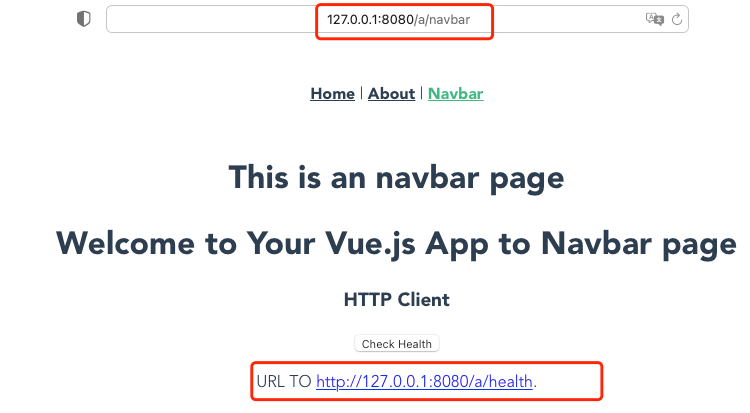 127.0.0.1:8080/a/navbar
Home | About | Navbar
This is an navbar page
Welcome to Your Vue.js App to Navbar page
HTTP Client
Check Health
URL TO http://127.0.0.1:8080/a/health.